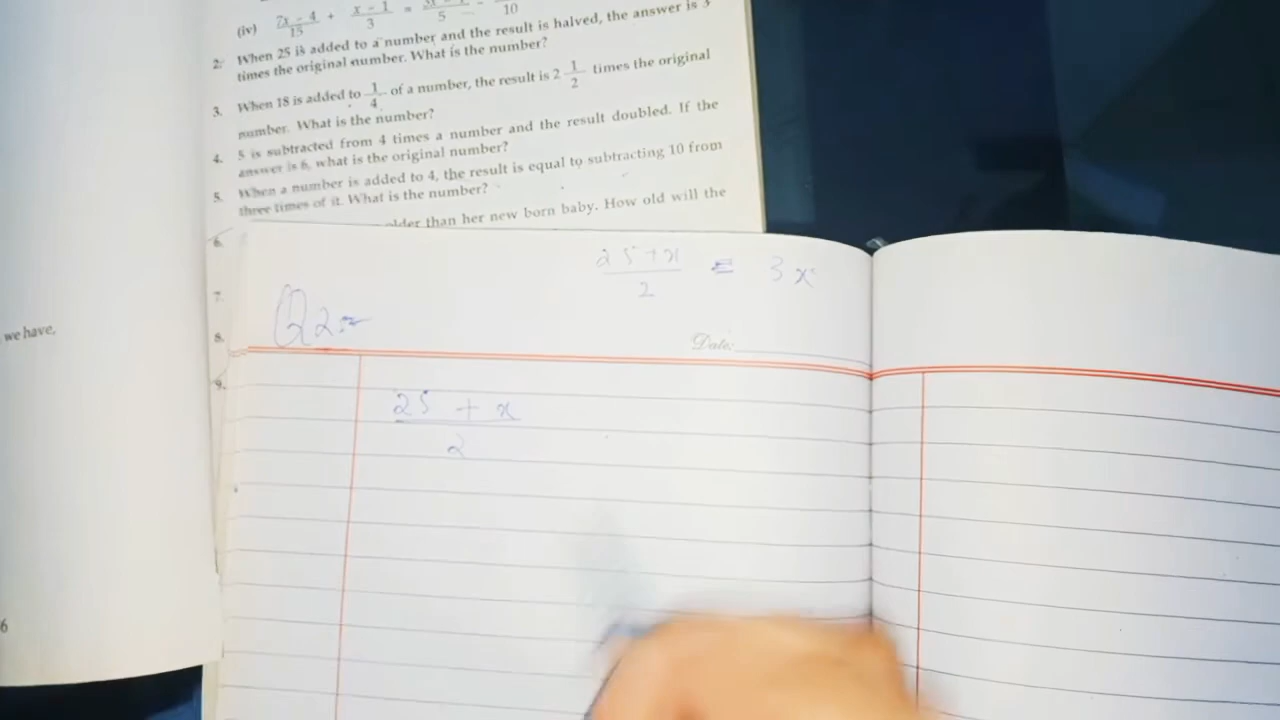 (iv) 7x - 4 / 15 + x - 1 / 3 = 5 - 10
2. When 25 is added to a number and the result is halved, the answer is 3
times the original number. What is the number?
3. When 18 is added to 1/4 of a number, the result is 2 1/2 times the original
number. What is the number?
4. 5 is subtracted from 4 times a number and the result doubled. If the
answer is 6, what is the original number?
5. When a number is added to 4, the result is equal to subtracting 10 from
three times of it. What is the number?
6. older than her new born baby. How old will the
7.
8.
9.
we have,
6
25 + x / 2 = 3x
Q2:-
Date:
25 + x / 2